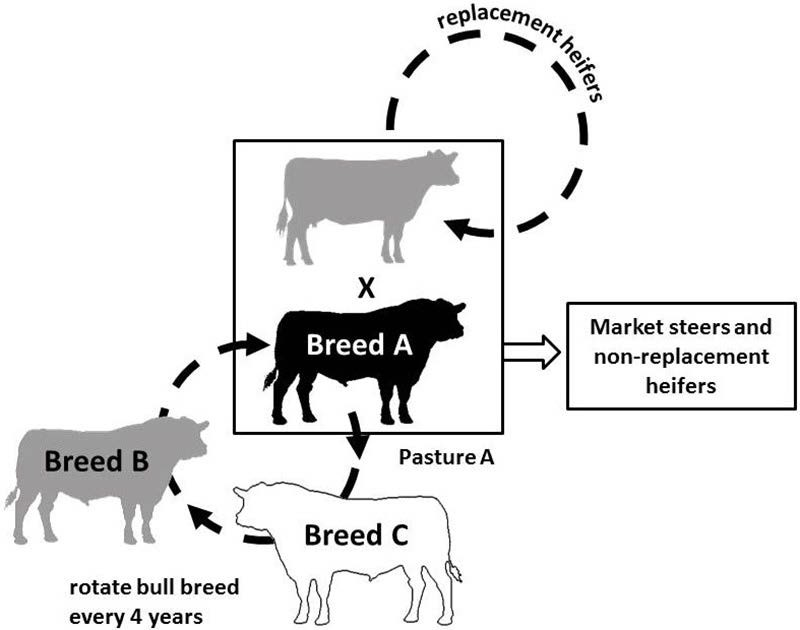 replacement heifers
X
Breed A
Market steers and
non-replacement
heifers
Pasture A
Breed B
Breed C
rotate bull breed
every 4 years